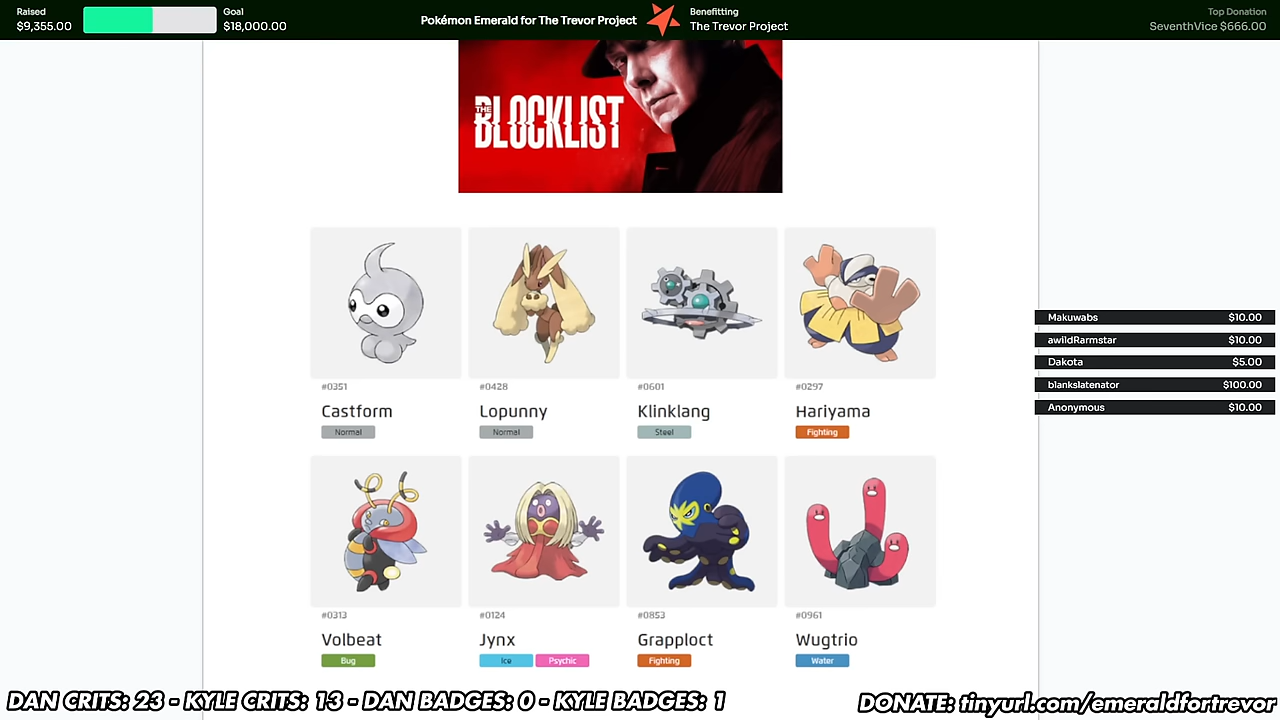 Raised
$9,355.00
Goal
$18,000.00
Pokémon Emerald for The Trevor Project
Benefitting
The Trevor Project
Top Donation
SeventhVice $666.00
THE
BLOCKLIST
#0351
Castform
Normal
#0428
Lopunny
Normal
#0601
Klinklang
Steel
#0297
Hariyama
Fighting
Makuwabs $10.00
awildRarmstar $10.00
Dakota $5.00
blankslatenator $100.00
Anonymous $10.00
#0313
Volbeat
Bug
#0124
Jynx
Ice Psychic
#0853
Grapploct
Fighting
#0961
Wugtrio
Water
DAN CRITS: 23 - KYLE CRITS: 13 - DAN BADGES: 0 - KYLE BADGES: 1
DONATE: tinyurl.com/emeraldfortrevor